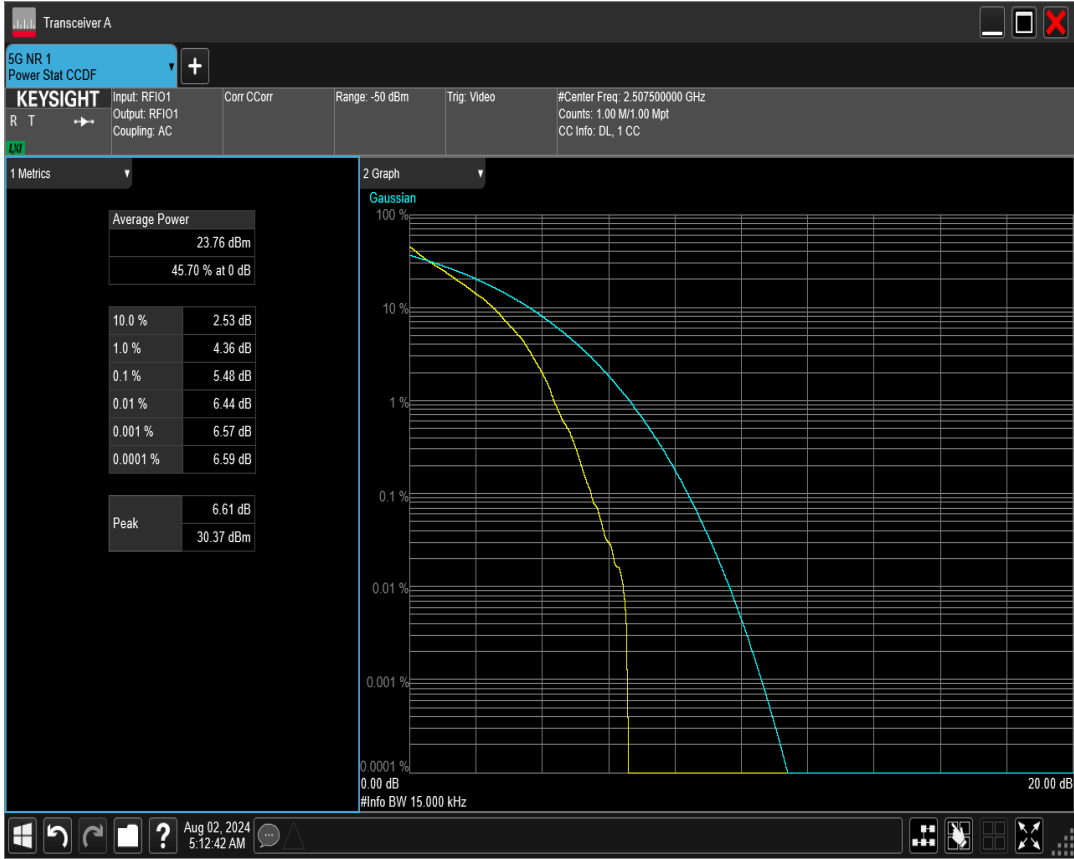 Transceiver A
5G NR 1
Power Stat CCDF
+
KEYSIGHT
R T
LXI
Input: RFIO1
Output: RFIO1
Coupling: AC
Corr CCorr
Range: -50 dBm
Trig: Video
#Center Freq: 2.507500000 GHz
Counts: 1.00 M/1.00 Mpt
CC Info: DL, 1 CC
1 Metrics
Average Power
23.76 dBm
45.70 % at 0 dB
10.0 % 2.53 dB
1.0 % 4.36 dB
0.1 % 5.48 dB
0.01 % 6.44 dB
0.001 % 6.57 dB
0.0001 % 6.59 dB
Peak
6.61 dB
30.37 dBm
2 Graph
Gaussian
100 %
10 %
1 %
0.1 %
0.01 %
0.001 %
0.0001 %
0.00 dB 20.00 dB
#Info BW 15.000 kHz
?
Aug 02, 2024
5:12:42 AM